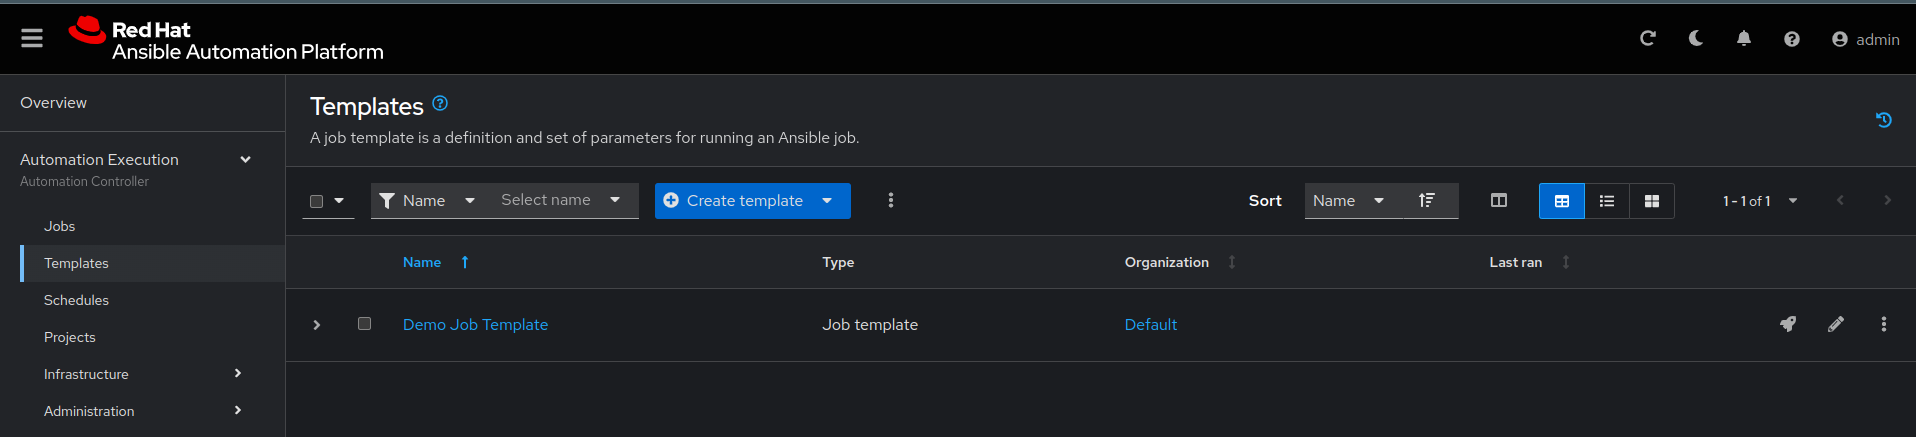 Red Hat
Ansible Automation Platform
admin
Overview
Automation Execution
Automation Controller
Jobs
Templates
Schedules
Projects
Infrastructure
Administration
Templates
A job template is a definition and set of parameters for running an Ansible job.
Name
Select name
Create template
Sort
Name
1 - 1 of 1
Name
Type
Organization
Last ran
Demo Job Template
Job template
Default